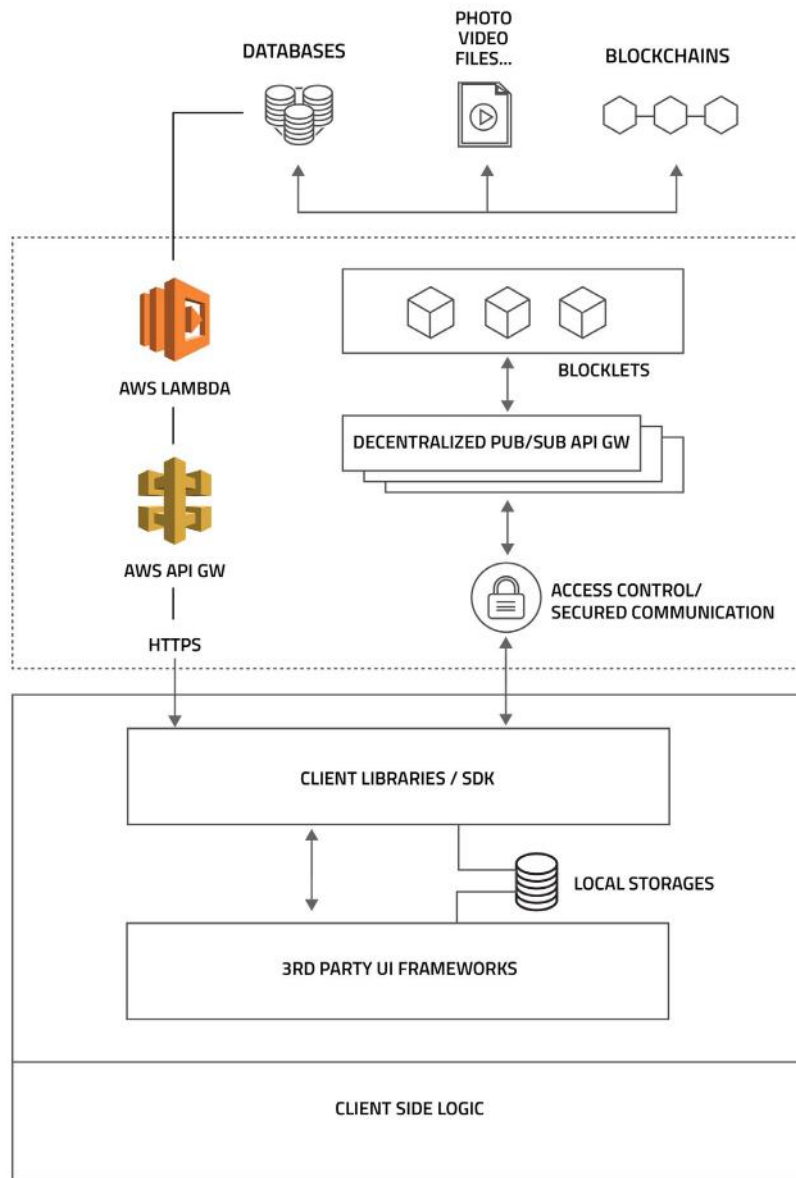 DATABASES
PHOTO
VIDEO
FILES...
BLOCKCHAINS
AWS LAMBDA
BLOCKLETS
DECENTRALIZED PUB/SUB API GW
AWS API GW
ACCESS CONTROL/
SECURED COMMUNICATION
HTTPS
CLIENT LIBRARIES / SDK
LOCAL STORAGES
3RD PARTY UI FRAMEWORKS
CLIENT SIDE LOGIC